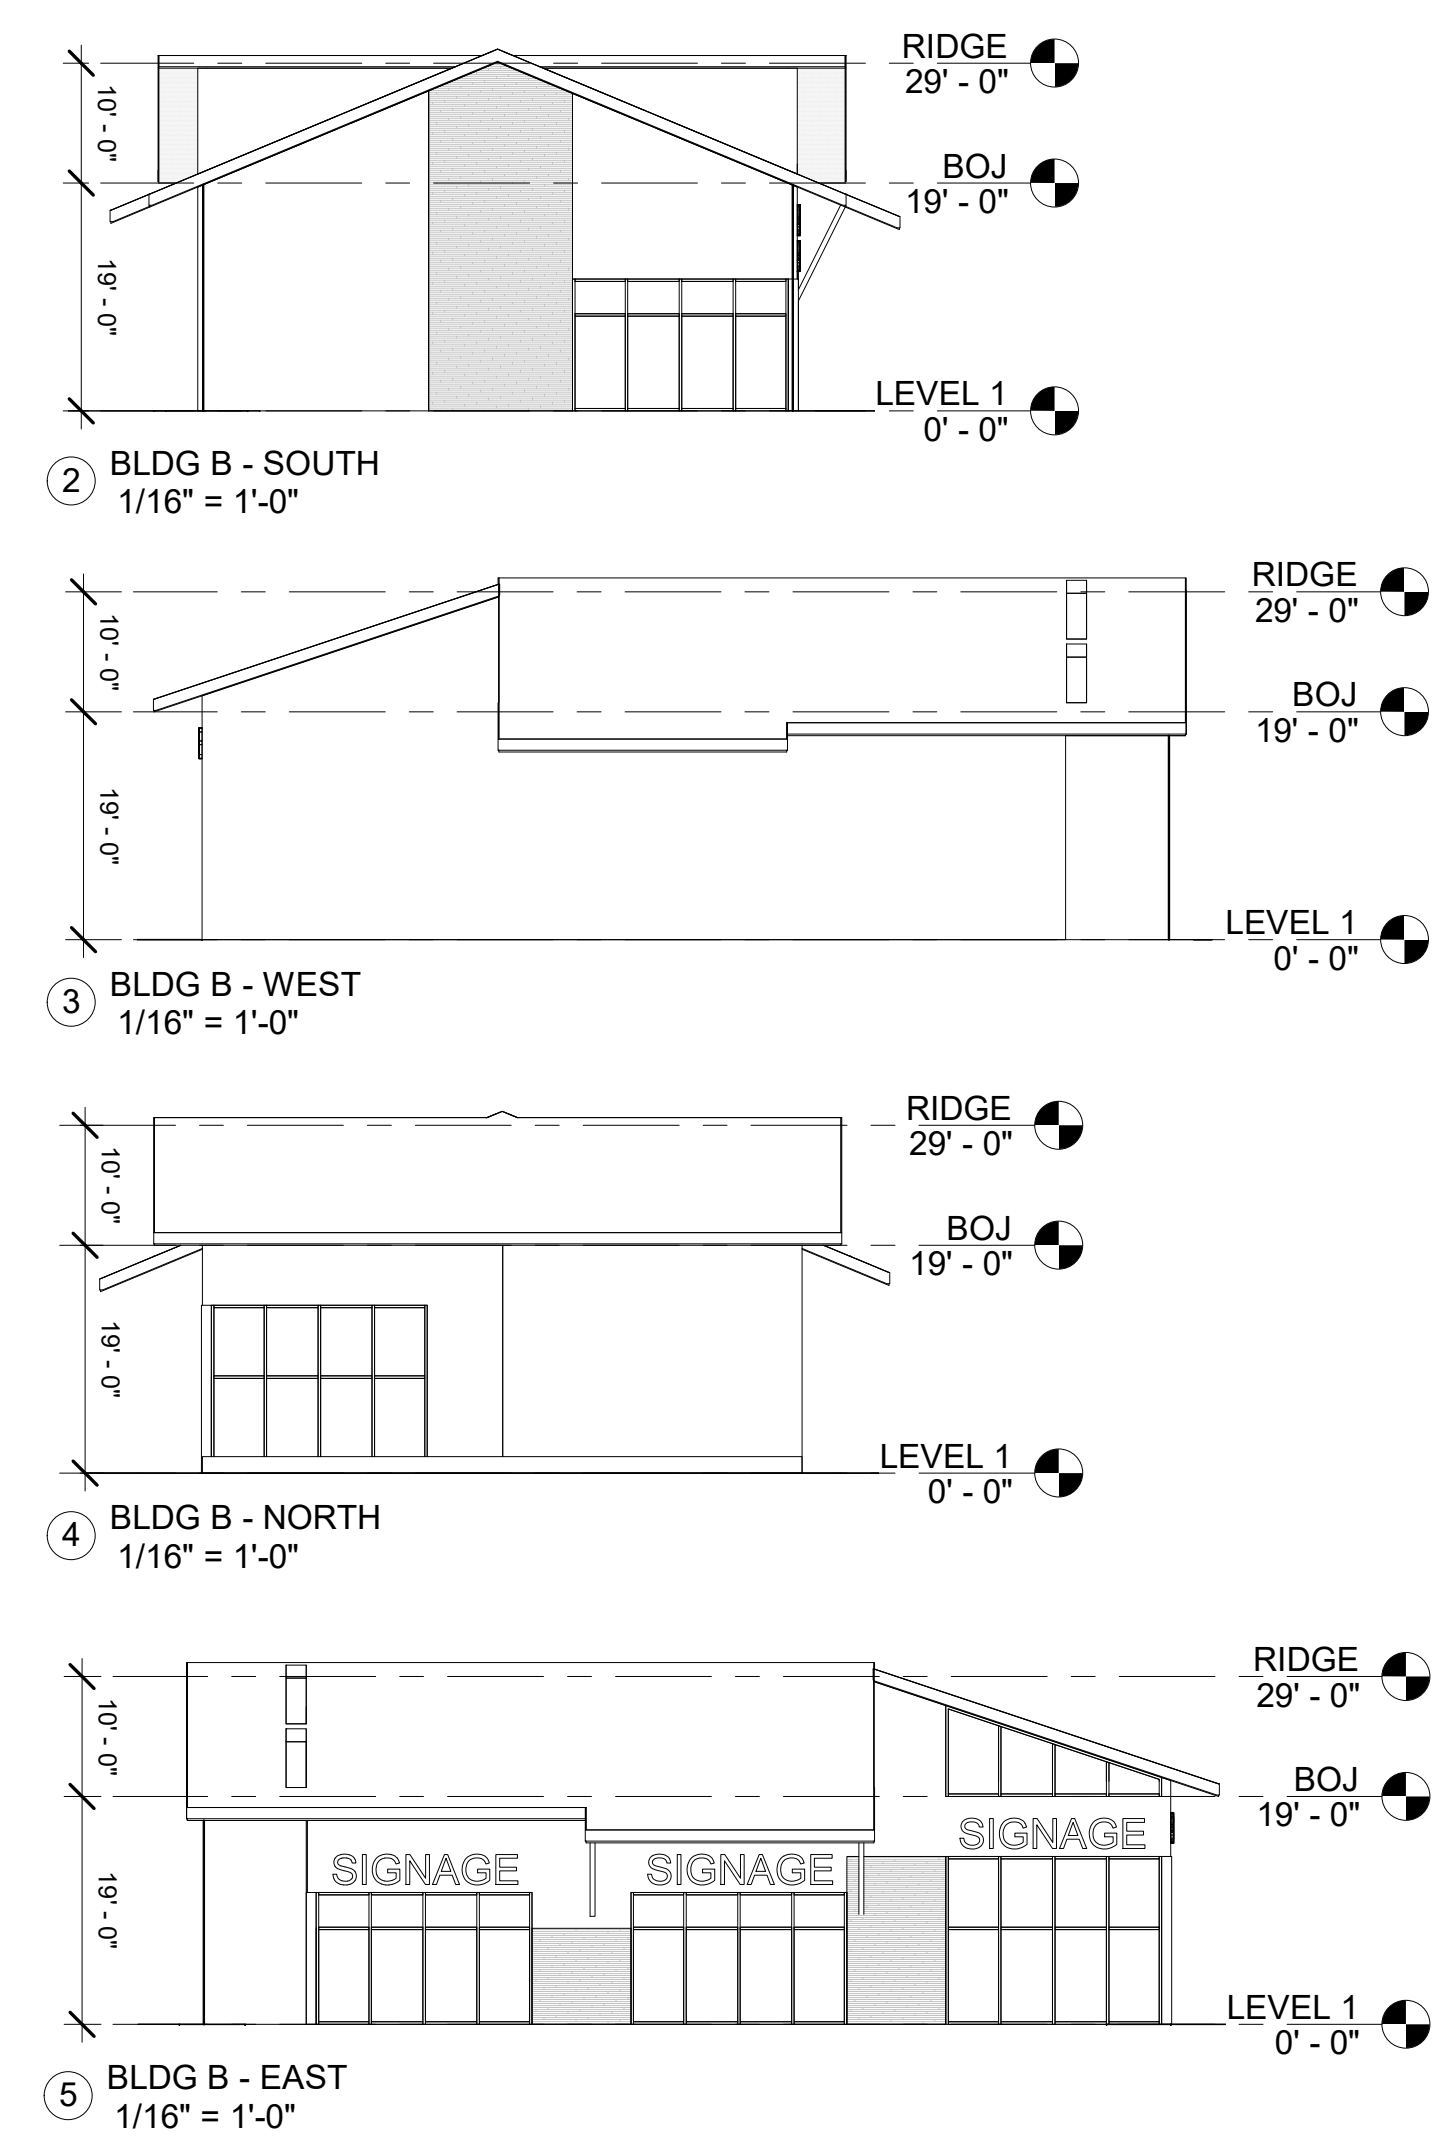 RIDGE
29' - 0"
10' - 0"
BOJ
19' - 0"
19' - 0"
LEVEL 1
0' - 0"
2
BLDG B - SOUTH
1/16" = 1'-0"
RIDGE
29' - 0"
10' - 0"
BOJ
19' - 0"
19' - 0"
LEVEL 1
0' - 0"
3
BLDG B - WEST
1/16" = 1'-0"
RIDGE
29' - 0"
10' - 0"
BOJ
19' - 0"
19' - 0"
LEVEL 1
0' - 0"
4
BLDG B - NORTH
1/16" = 1'-0"
RIDGE
29' - 0"
10' - 0"
BOJ
19' - 0"
SIGNAGE
SIGNAGE
SIGNAGE
19' - 0"
LEVEL 1
0' - 0"
5
BLDG B - EAST
1/16" = 1'-0"